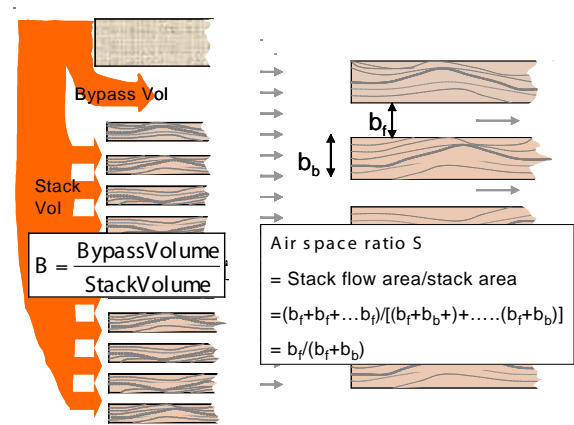 Bypass Vol
Stack
Vol
B = BypassVolume / StackVolume
b_f
b_b
Air space ratio S
= Stack flow area/stack area
=(b_f+b_f+...b_f)/[(b_f+b_b+)+.....(b_f+b_b)]
= b_f/(b_f+b_b)